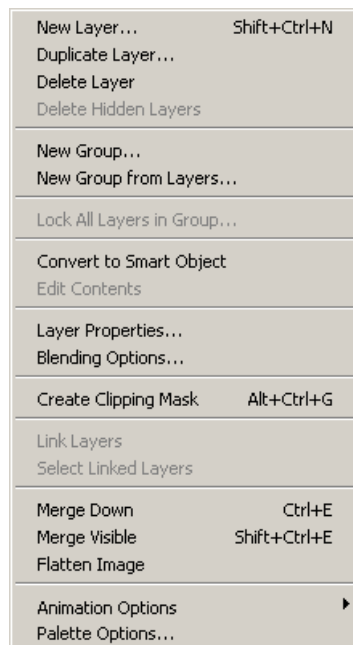 New Layer... Shift+Ctrl+N
Duplicate Layer...
Delete Layer
Delete Hidden Layers
New Group...
New Group from Layers...
Lock All Layers in Group...
Convert to Smart Object
Edit Contents
Layer Properties...
Blending Options...
Create Clipping Mask Alt+Ctrl+G
Link Layers
Select Linked Layers
Merge Down Ctrl+E
Merge Visible Shift+Ctrl+E
Flatten Image
Animation Options
Palette Options...